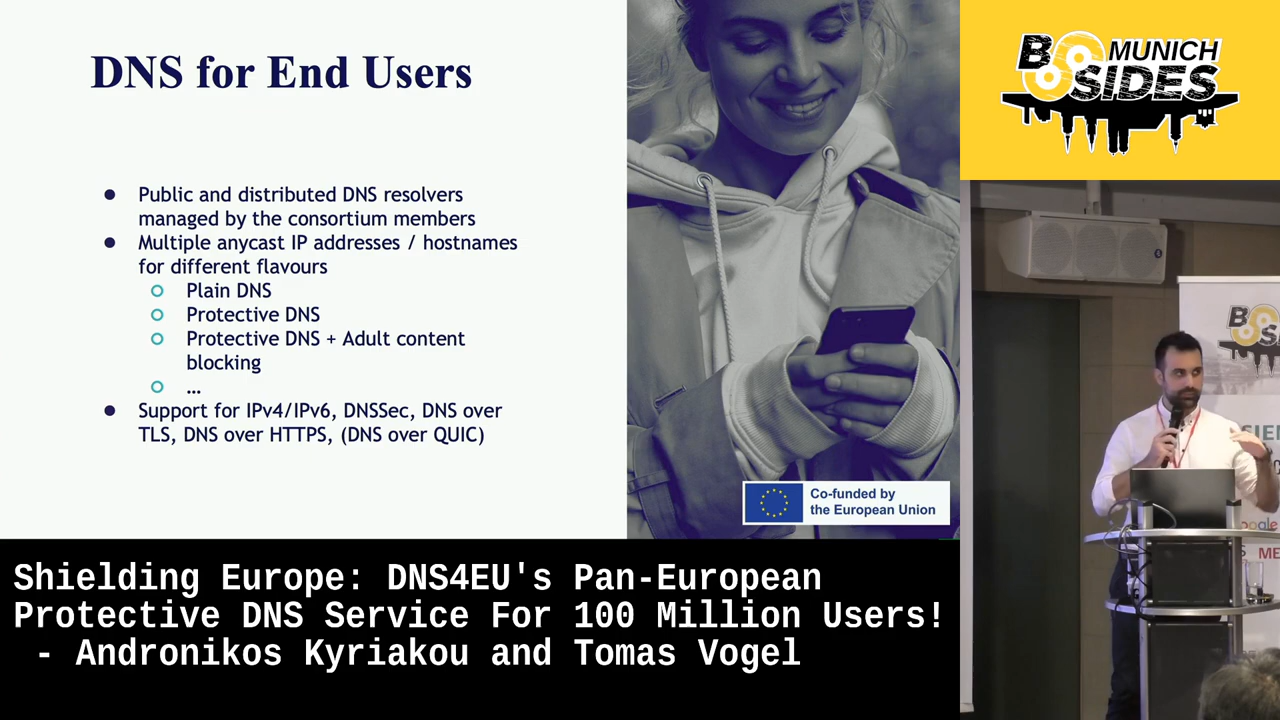 DNS for End Users
● Public and distributed DNS resolvers
managed by the consortium members
● Multiple anycast IP addresses / hostnames
for different flavours
○ Plain DNS
○ Protective DNS
○ Protective DNS + Adult content
blocking
○ …
● Support for IPv4/IPv6, DNSSec, DNS over
TLS, DNS over HTTPS, (DNS over QUIC)
Co-funded by
the European Union
BSIDES MUNICH
Shielding Europe: DNS4EU's Pan-European
Protective DNS Service For 100 Million Users!
- Andronikos Kyriakou and Tomas Vogel